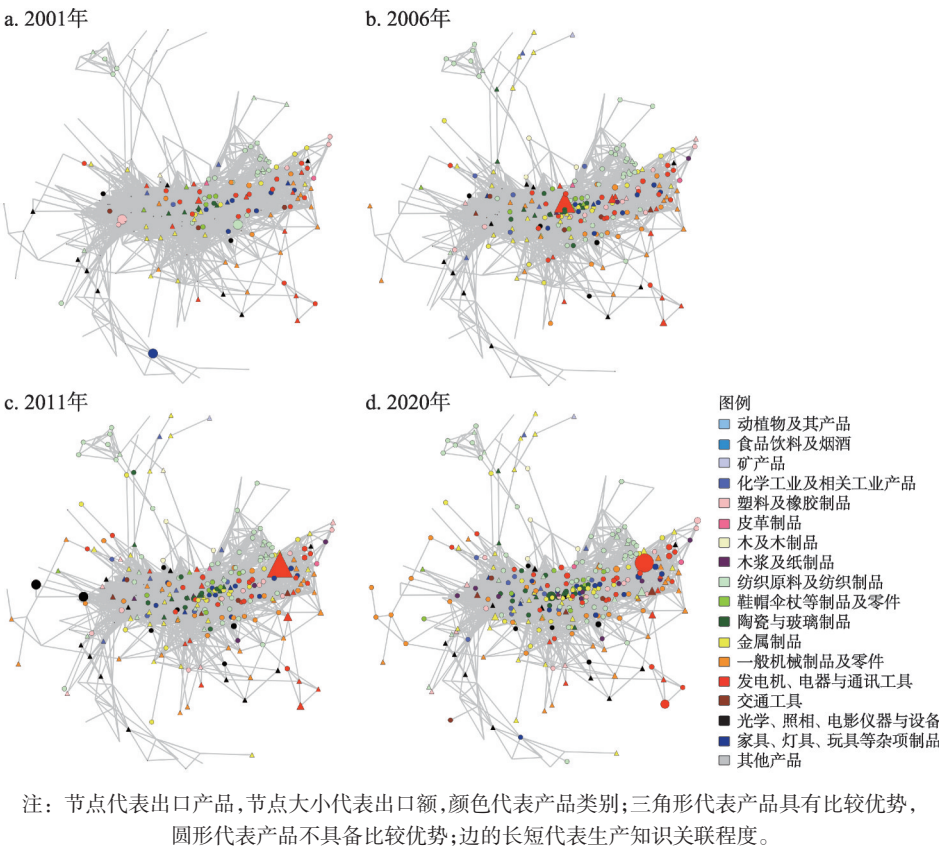 a. 2001年
b. 2006年
c. 2011年
d. 2020年
图例
动植物及其产品
食品饮料及烟酒
矿产品
化学工业及相关工业产品
塑料及橡胶制品
皮革制品
木及木制品
木浆及纸制品
纺织原料及纺织制品
鞋帽伞杖等制品及零件
陶瓷与玻璃制品
金属制品
一般机械制品及零件
发电机、电器与通讯工具
交通工具
光学、照相、电影仪器与设备
家具、灯具、玩具等杂项制品
其他产品
注：节点代表出口产品，节点大小代表出口额，颜色代表产品类别；三角形代表产品具有比较优势，
圆形代表产品不具备比较优势；边的长短代表生产知识关联程度。